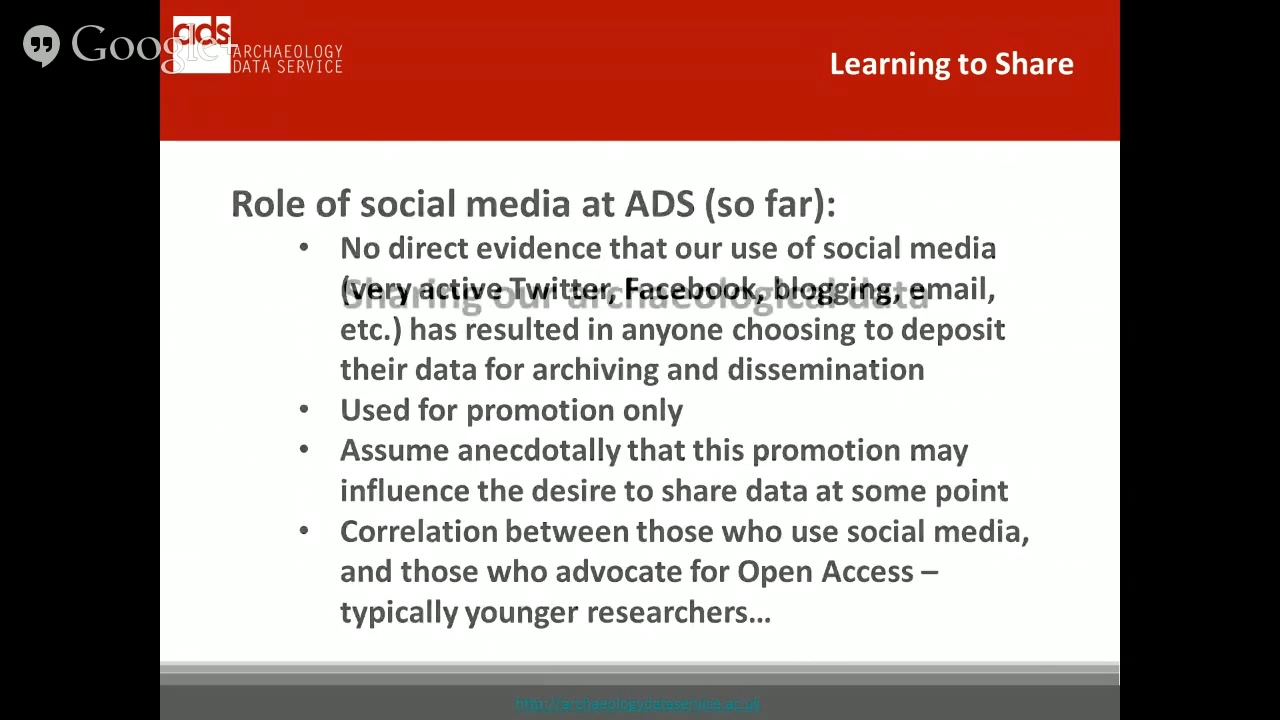 Google+
ads
ARCHAEOLOGY
DATA SERVICE
Learning to Share
Role of social media at ADS (so far):
• No direct evidence that our use of social media
(very active Twitter, Facebook, blogging, email,
Sharing our archaeological data
etc.) has resulted in anyone choosing to deposit
their data for archiving and dissemination
• Used for promotion only
• Assume anecdotally that this promotion may
influence the desire to share data at some point
• Correlation between those who use social media,
and those who advocate for Open Access –
typically younger researchers…
http://archaeologydataservice.ac.uk